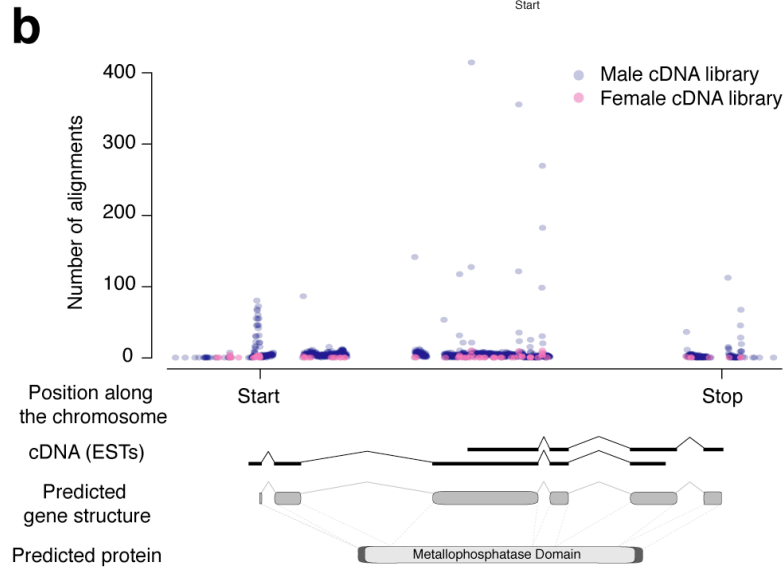 Start
b
400
300
200
100
0
Number of alignments
Male cDNA library
Female cDNA library
Position along
the chromosome
Start
Stop
cDNA (ESTs)
Predicted
gene structure
Predicted protein
Metallophosphatase Domain